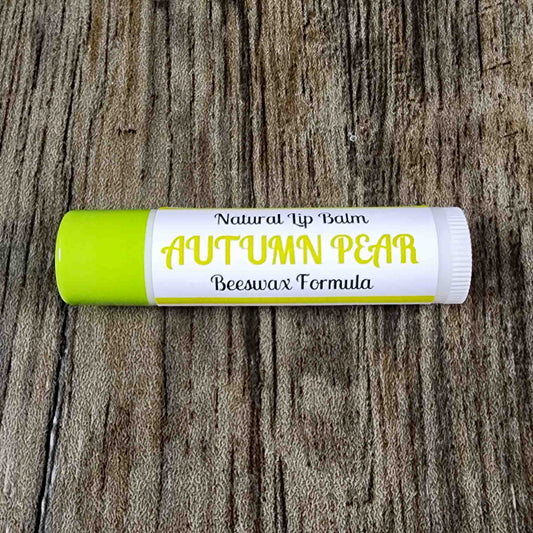 Natural Lip Balm
AUTUMN PEAR
Beeswax Formula